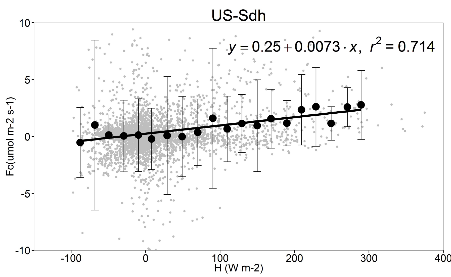 US-Sdh
y = 0.25 + 0.0073 · x, r² = 0.714
Fc(umol m-2 s-1)
10
5
0
-5
-10
-100 0 100 200 300 400
H (W m-2)